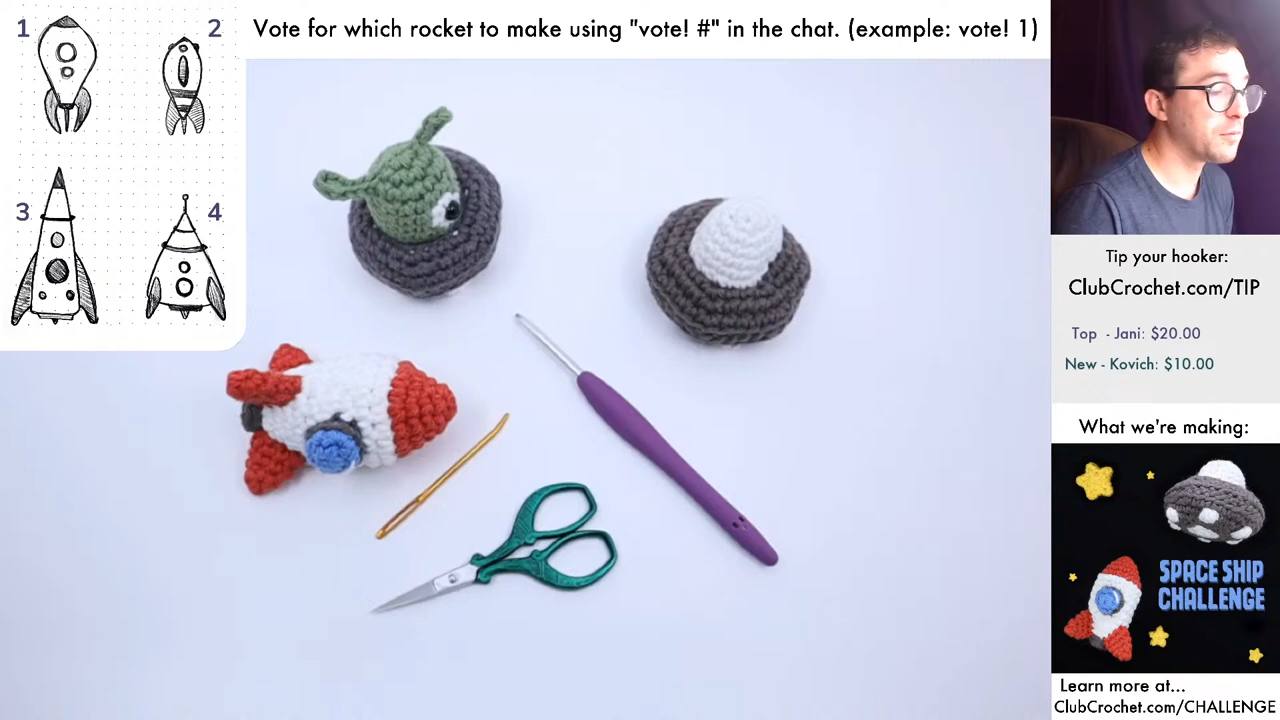 1
2
3
4
Vote for which rocket to make using "vote! #" in the chat. (example: vote! 1)
Tip your hooker:
ClubCrochet.com/TIP
Top - Jani: $20.00
New - Kovich: $10.00
What we're making:
SPACE SHIP
CHALLENGE
Learn more at...
ClubCrochet.com/CHALLENGE